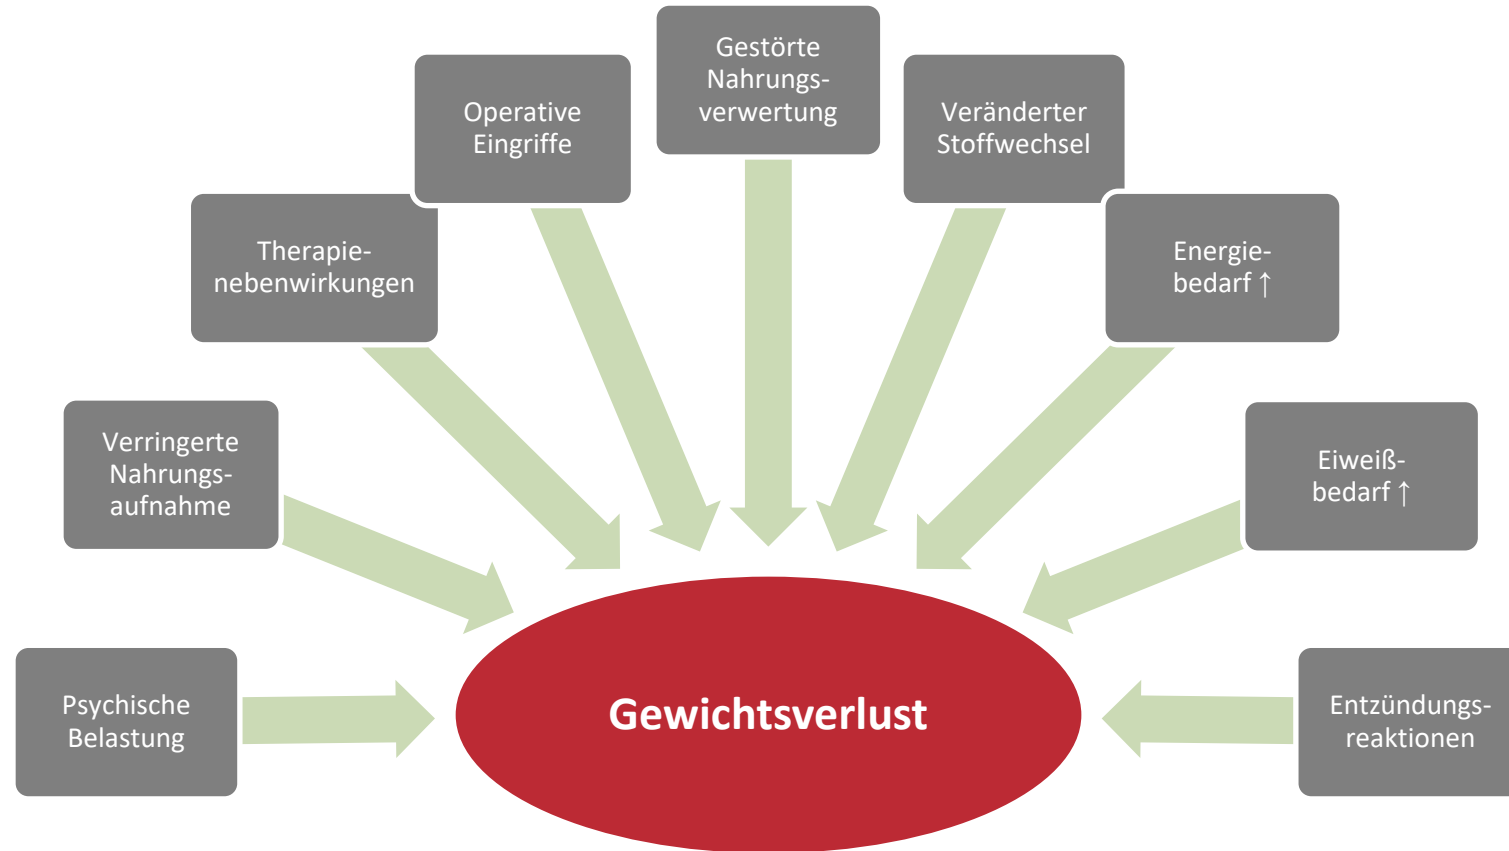 Gestörte
Nahrungs-
verwertung
Operative
Eingriffe
Veränderter
Stoffwechsel
Therapie-
nebenwirkungen
Energie-
bedarf ↑
Verringerte
Nahrungs-
aufnahme
Eiweiß-
bedarf ↑
Psychische
Belastung
Gewichtsverlust
Entzündungs-
reaktionen